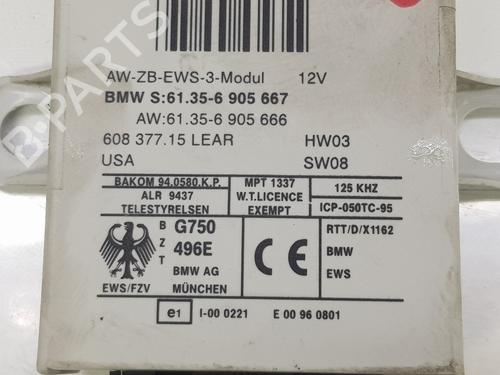 AW-ZB-EWS-3-Modul 12V
BMW S:61.35-6 905 667
AW:61.35-6 905 666
608 377.15 LEAR HW03
USA SW08
BAKOM 94.0580.K.P.
ALR 9437
TELESTYRELSEN
MPT 1337
W.T.LICENCE
EXEMPT
125 KHZ
ICP-050TC-95
B Z T
G750
496E
BMW AG
EWS/FZV MÜNCHEN
CE
RTT/D/X1162
BMW
EWS
e1 I-00 0221 E 00 96 0801
B-PARTS